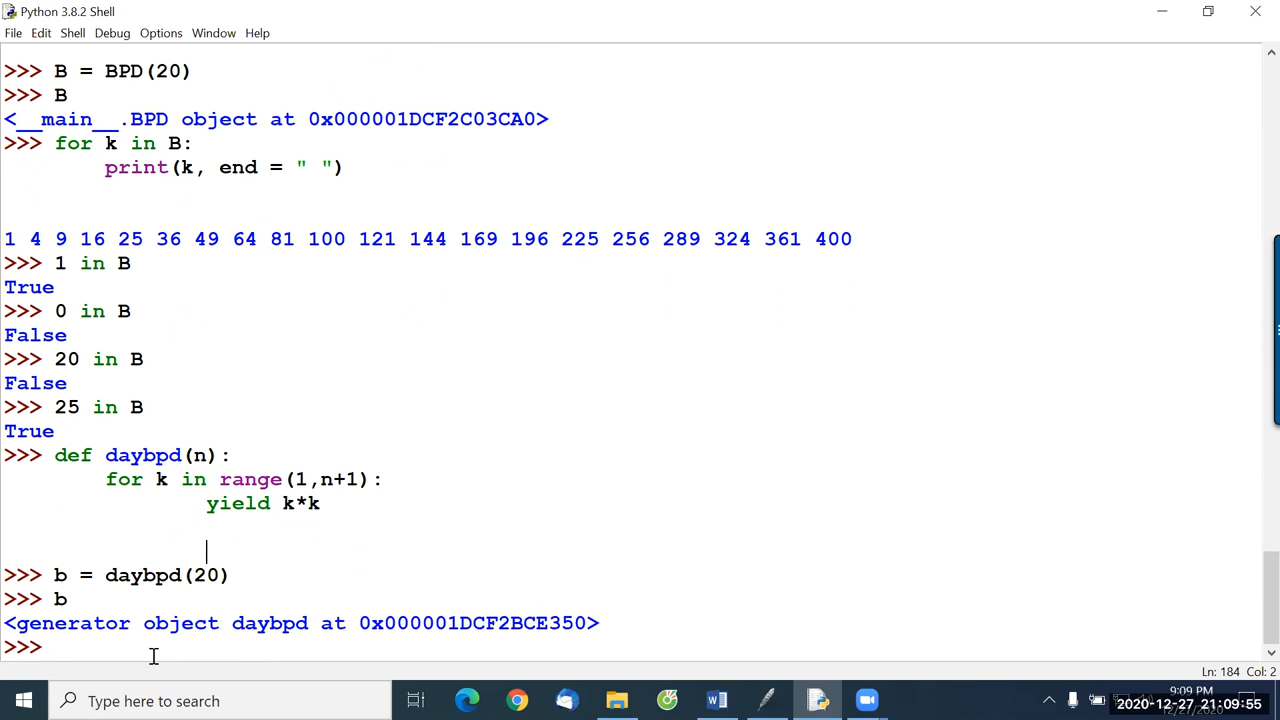 Python 3.8.2 Shell
File Edit Shell Debug Options Window Help
>>> B = BPD(20)
>>> B
<__main__.BPD object at 0x000001DCF2C03CA0>
>>> for k in B:
        print(k, end = " ")
1 4 9 16 25 36 49 64 81 100 121 144 169 196 225 256 289 324 361 400
>>> 1 in B
True
>>> 0 in B
False
>>> 20 in B
False
>>> 25 in B
True
>>> def daybpd(n):
        for k in range(1,n+1):
                yield k*k
>>> b = daybpd(20)
>>> b
<generator object daybpd at 0x000001DCF2BCE350>
>>>
Ln: 184 Col: 2
Type here to search
9:09 PM
2020-12-27 21:09:55